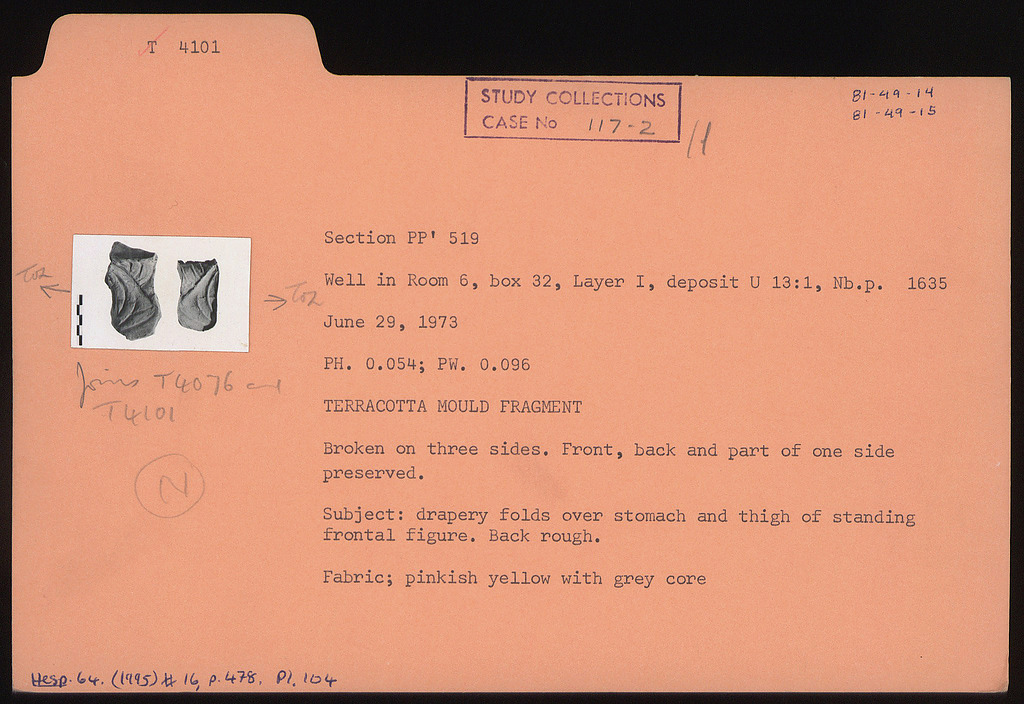 T 4101
STUDY COLLECTIONS
CASE No 117-2
81-49-14
81-49-15
Section PP' 519
Well in Room 6, box 32, Layer I, deposit U 13:1, Nb.p. 1635
June 29, 1973
PH. 0.054; PW. 0.096
TERRACOTTA MOULD FRAGMENT
Broken on three sides. Front, back and part of one side
preserved.
Subject: drapery folds over stomach and thigh of standing
frontal figure. Back rough.
Fabric; pinkish yellow with grey core
Joins T4076 and
T4101
N
Hesp. 64. (1995) # 16, p. 478. Pl. 104